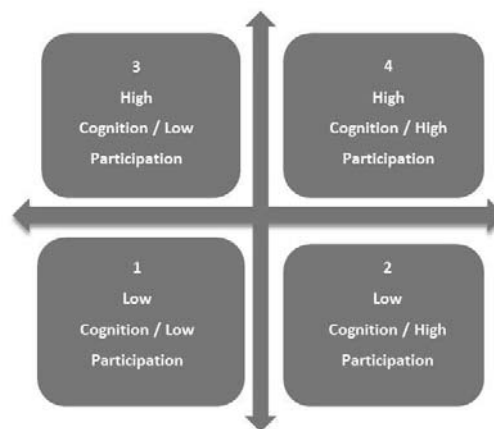 3
High
Cognition / Low
Participation
4
High
Cognition / High
Participation
1
Low
Cognition / Low
Participation
2
Low
Cognition / High
Participation